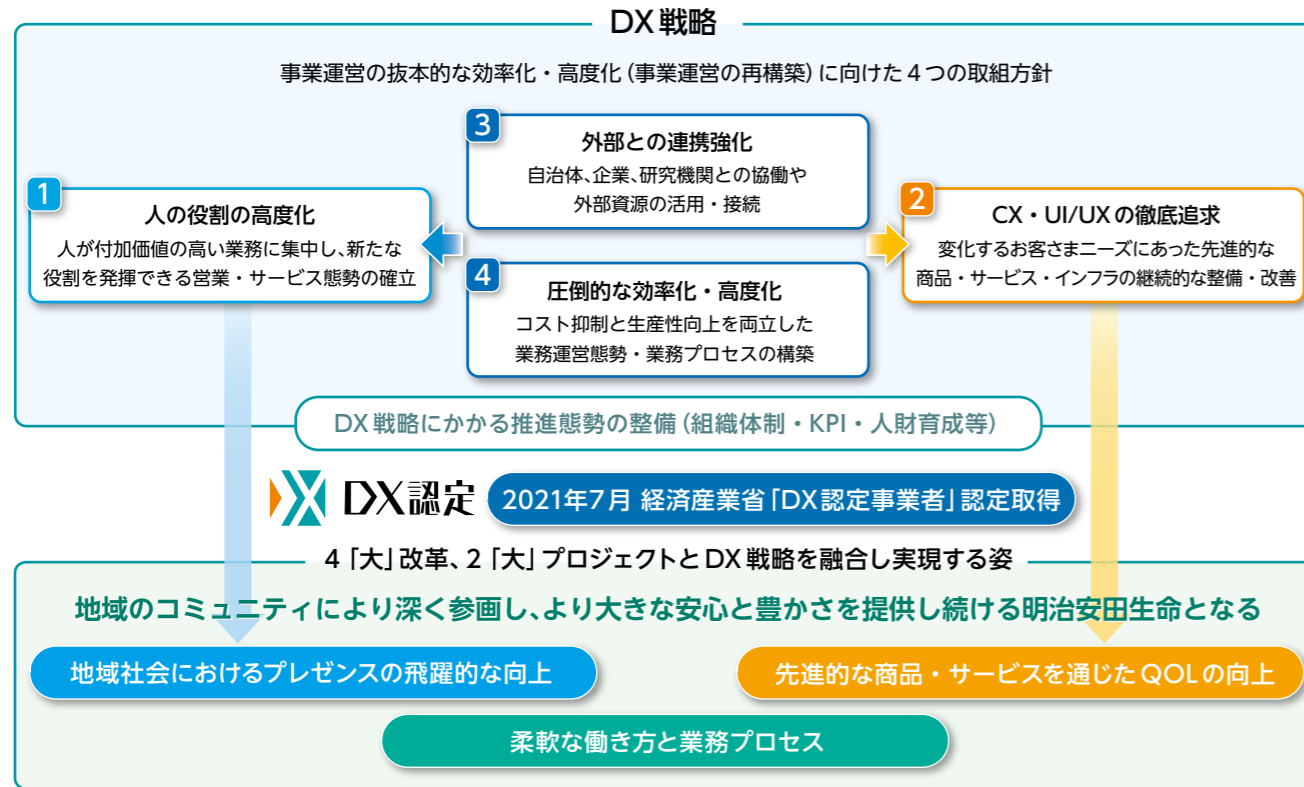 DX戦略
事業運営の抜本的な効率化・高度化（事業運営の再構築）に向けた4つの取組方針
1
人の役割の高度化
人が付加価値の高い業務に集中し、新たな
役割を発揮できる営業・サービス態勢の確立
3
外部との連携強化
自治体、企業、研究機関との協働や
外部資源の活用・接続
4
圧倒的な効率化・高度化
コスト抑制と生産性向上を両立した
業務運営態勢・業務プロセスの構築
2
CX・UI/UXの徹底追求
変化するお客さまニーズにあった先進的な
商品・サービス・インフラの継続的な整備・改善
DX戦略にかかる推進態勢の整備（組織体制・KPI・人財育成等）
DX認定
2021年7月 経済産業省「DX認定事業者」認定取得
4「大」改革、2「大」プロジェクトとDX戦略を融合し実現する姿
地域のコミュニティにより深く参画し、より大きな安心と豊かさを提供し続ける明治安田生命となる
地域社会におけるプレゼンスの飛躍的な向上
先進的な商品・サービスを通じたQOLの向上
柔軟な働き方と業務プロセス